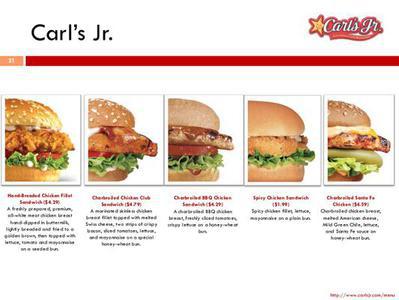 Carl's Jr.
Carl's Jr.
21
Hand-Breaded Chicken Fillet
Sandwich ($4.29)
A freshly prepared, premium,
all-white meat chicken breast
hand dipped in buttermilk,
lightly breaded and fried to a
golden brown, then topped with
lettuce, tomato and mayonnaise
on a seeded bun.
Charbroiled Chicken Club
Sandwich ($4.79)
A marinated skinless chicken
breast fillet topped with melted
Swiss cheese, two strips of crispy
bacon, sliced tomatoes, lettuce,
and mayonnaise on a special
honey-wheat bun.
Charbroiled BBQ Chicken
Sandwich ($4.29)
A charbroiled BBQ chicken
breast, freshly sliced tomatoes,
crispy lettuce on a honey-wheat
bun.
Spicy Chicken Sandwich
($1.99)
Spicy chicken fillet, lettuce,
mayonnaise on a plain bun.
Charbroiled Santa Fe
Chicken ($4.59)
Charbroiled chicken breast,
melted American cheese,
Mild Green Chile, lettuce,
and Santa Fe sauce on
honey-wheat bun.
http://www.carlsjr.com/menu